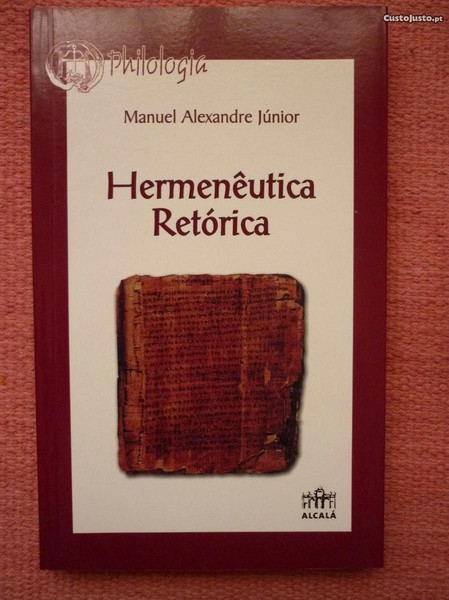 CustoJusto.pt
Philologia
Manuel Alexandre Júnior
Hermenêutica
Retórica
ALCALÁ